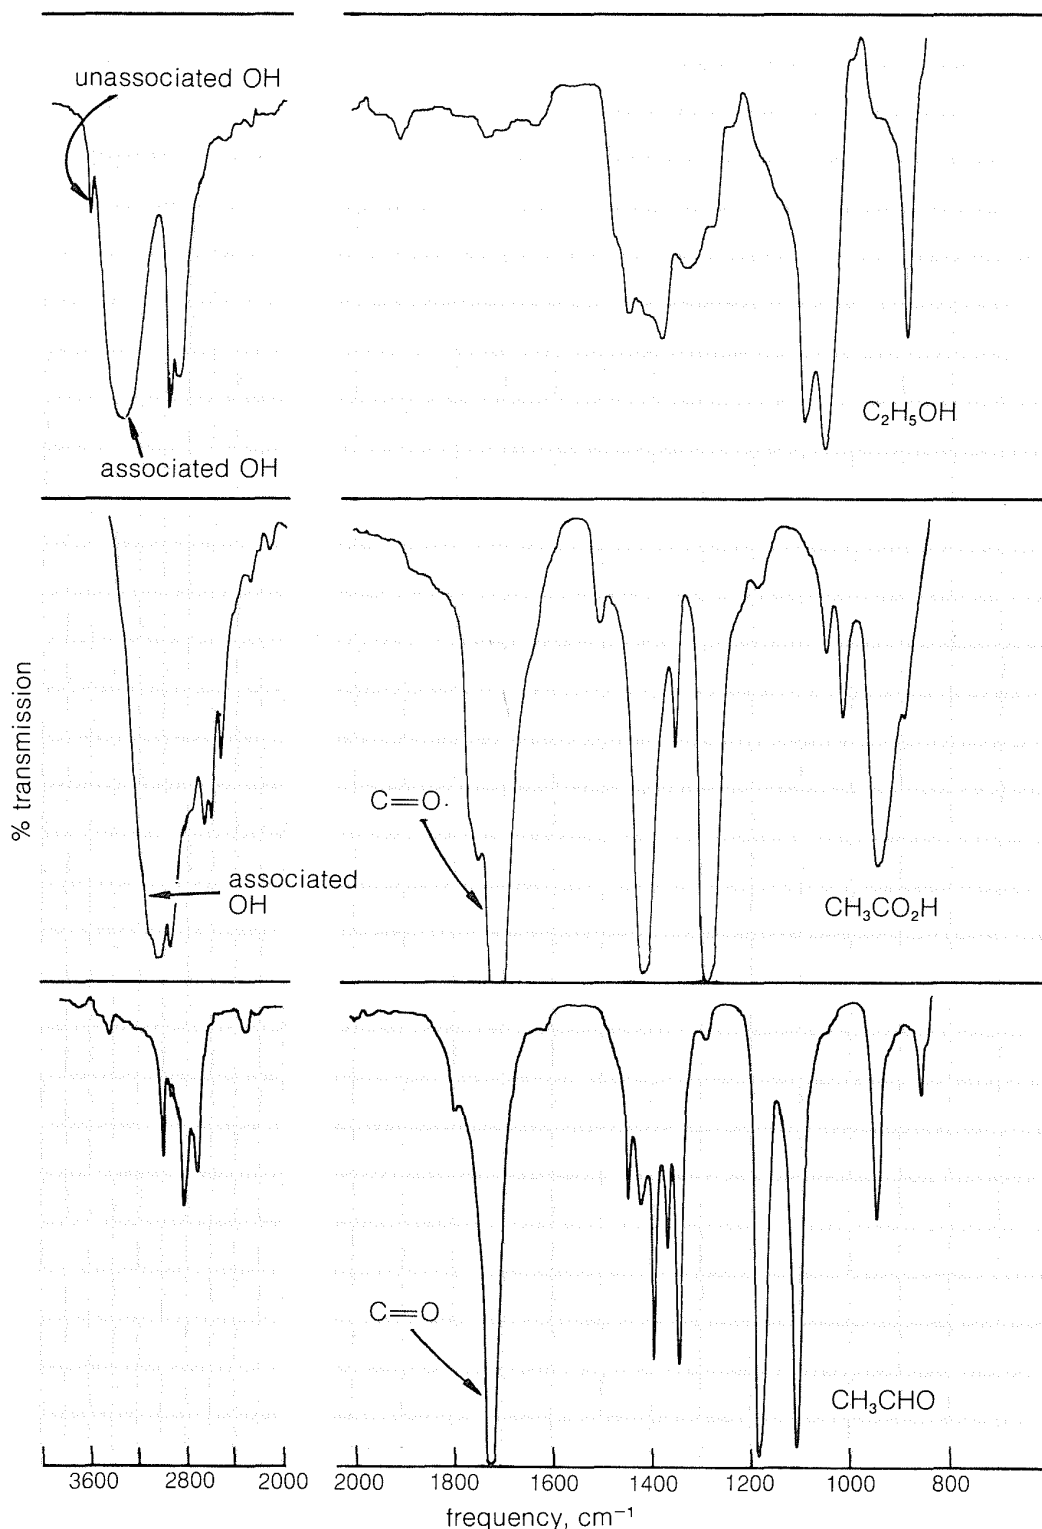 unassociated OH
associated OH
C₂H₅OH
% transmission
C=O
associated
OH
CH₃CO₂H
C=O
CH₃CHO
3600 2800 2000 2000 1800 1600 1400 1200 1000 800
frequency, cm⁻¹